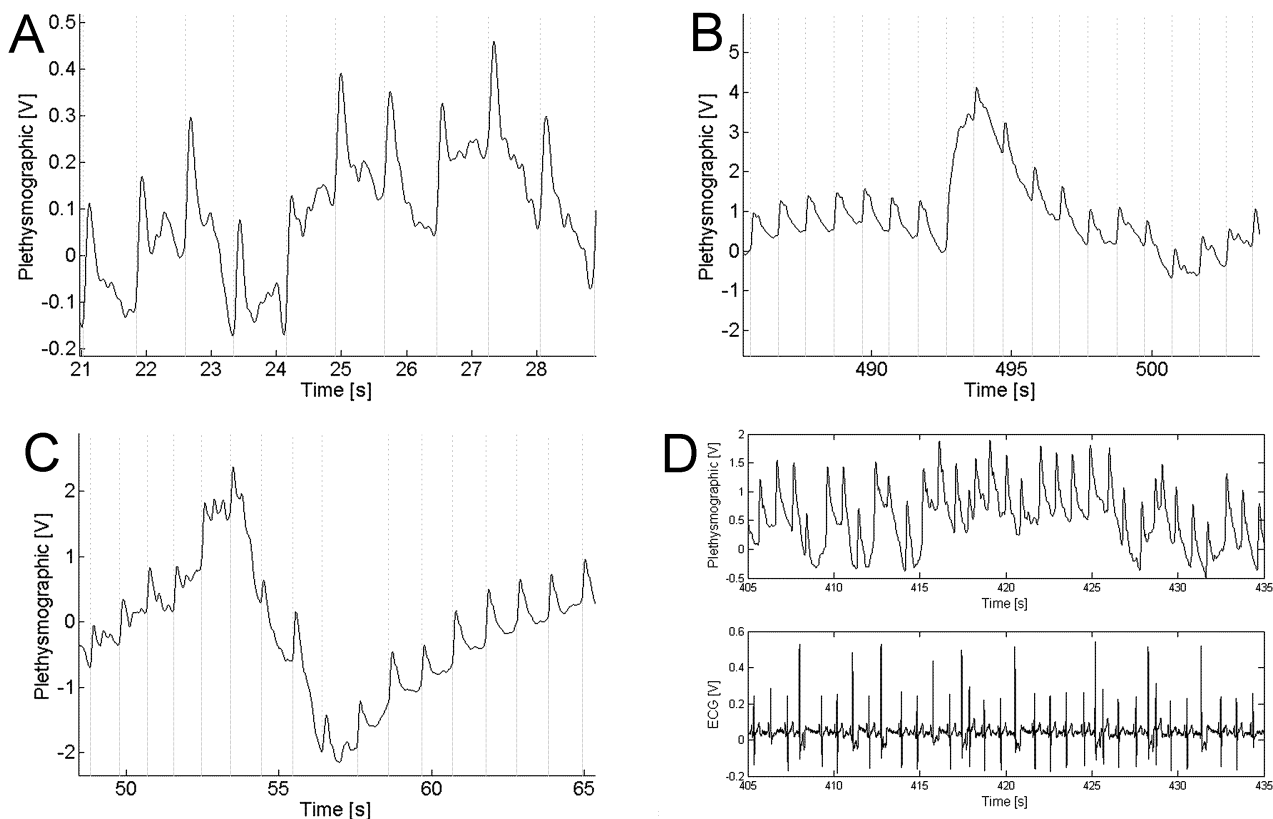 A
0.5
0.4
0.3
0.2
0.1
0
-0.1
-0.2
Plethysmographic [V]
21 22 23 24 25 26 27 28
Time [s]
B
5
4
3
2
1
0
-1
-2
Plethysmographic [V]
490 495 500
Time [s]
C
2
1
0
-1
-2
Plethysmographic [V]
50 55 60 65
Time [s]
D
2
1.5
1
0.5
0
-0.5
Plethysmographic [V]
405 410 415 420 425 430 435
Time [s]
0.6
0.4
0.2
0
-0.2
ECG [V]
405 410 415 420 425 430 435
Time [s]